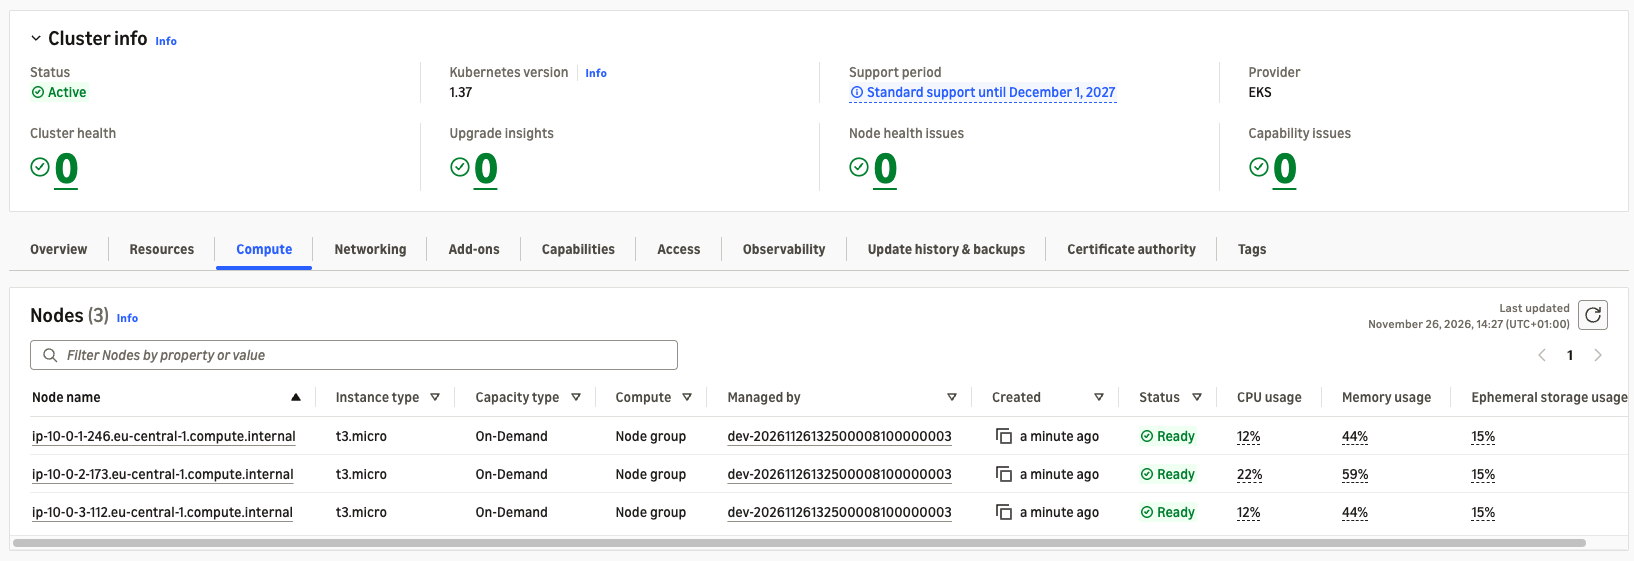 Cluster info Info
Status
Active
Kubernetes version Info
1.37
Support period
Standard support until December 1, 2027
Provider
EKS
Cluster health
0
Upgrade insights
0
Node health issues
0
Capability issues
0
Overview Resources Compute Networking Add-ons Capabilities Access Observability Update history & backups Certificate authority Tags
Nodes (3) Info
Last updated
November 26, 2026, 14:27 (UTC+01:00)
Filter Nodes by property or value
1
Node name Instance type Capacity type Compute Managed by Created Status CPU usage Memory usage Ephemeral storage usage
ip-10-0-1-246.eu-central-1.compute.internal t3.micro On-Demand Node group dev-20261126132500008100000003 a minute ago Ready 12% 44% 15%
ip-10-0-2-173.eu-central-1.compute.internal t3.micro On-Demand Node group dev-20261126132500008100000003 a minute ago Ready 22% 59% 15%
ip-10-0-3-112.eu-central-1.compute.internal t3.micro On-Demand Node group dev-20261126132500008100000003 a minute ago Ready 12% 44% 15%